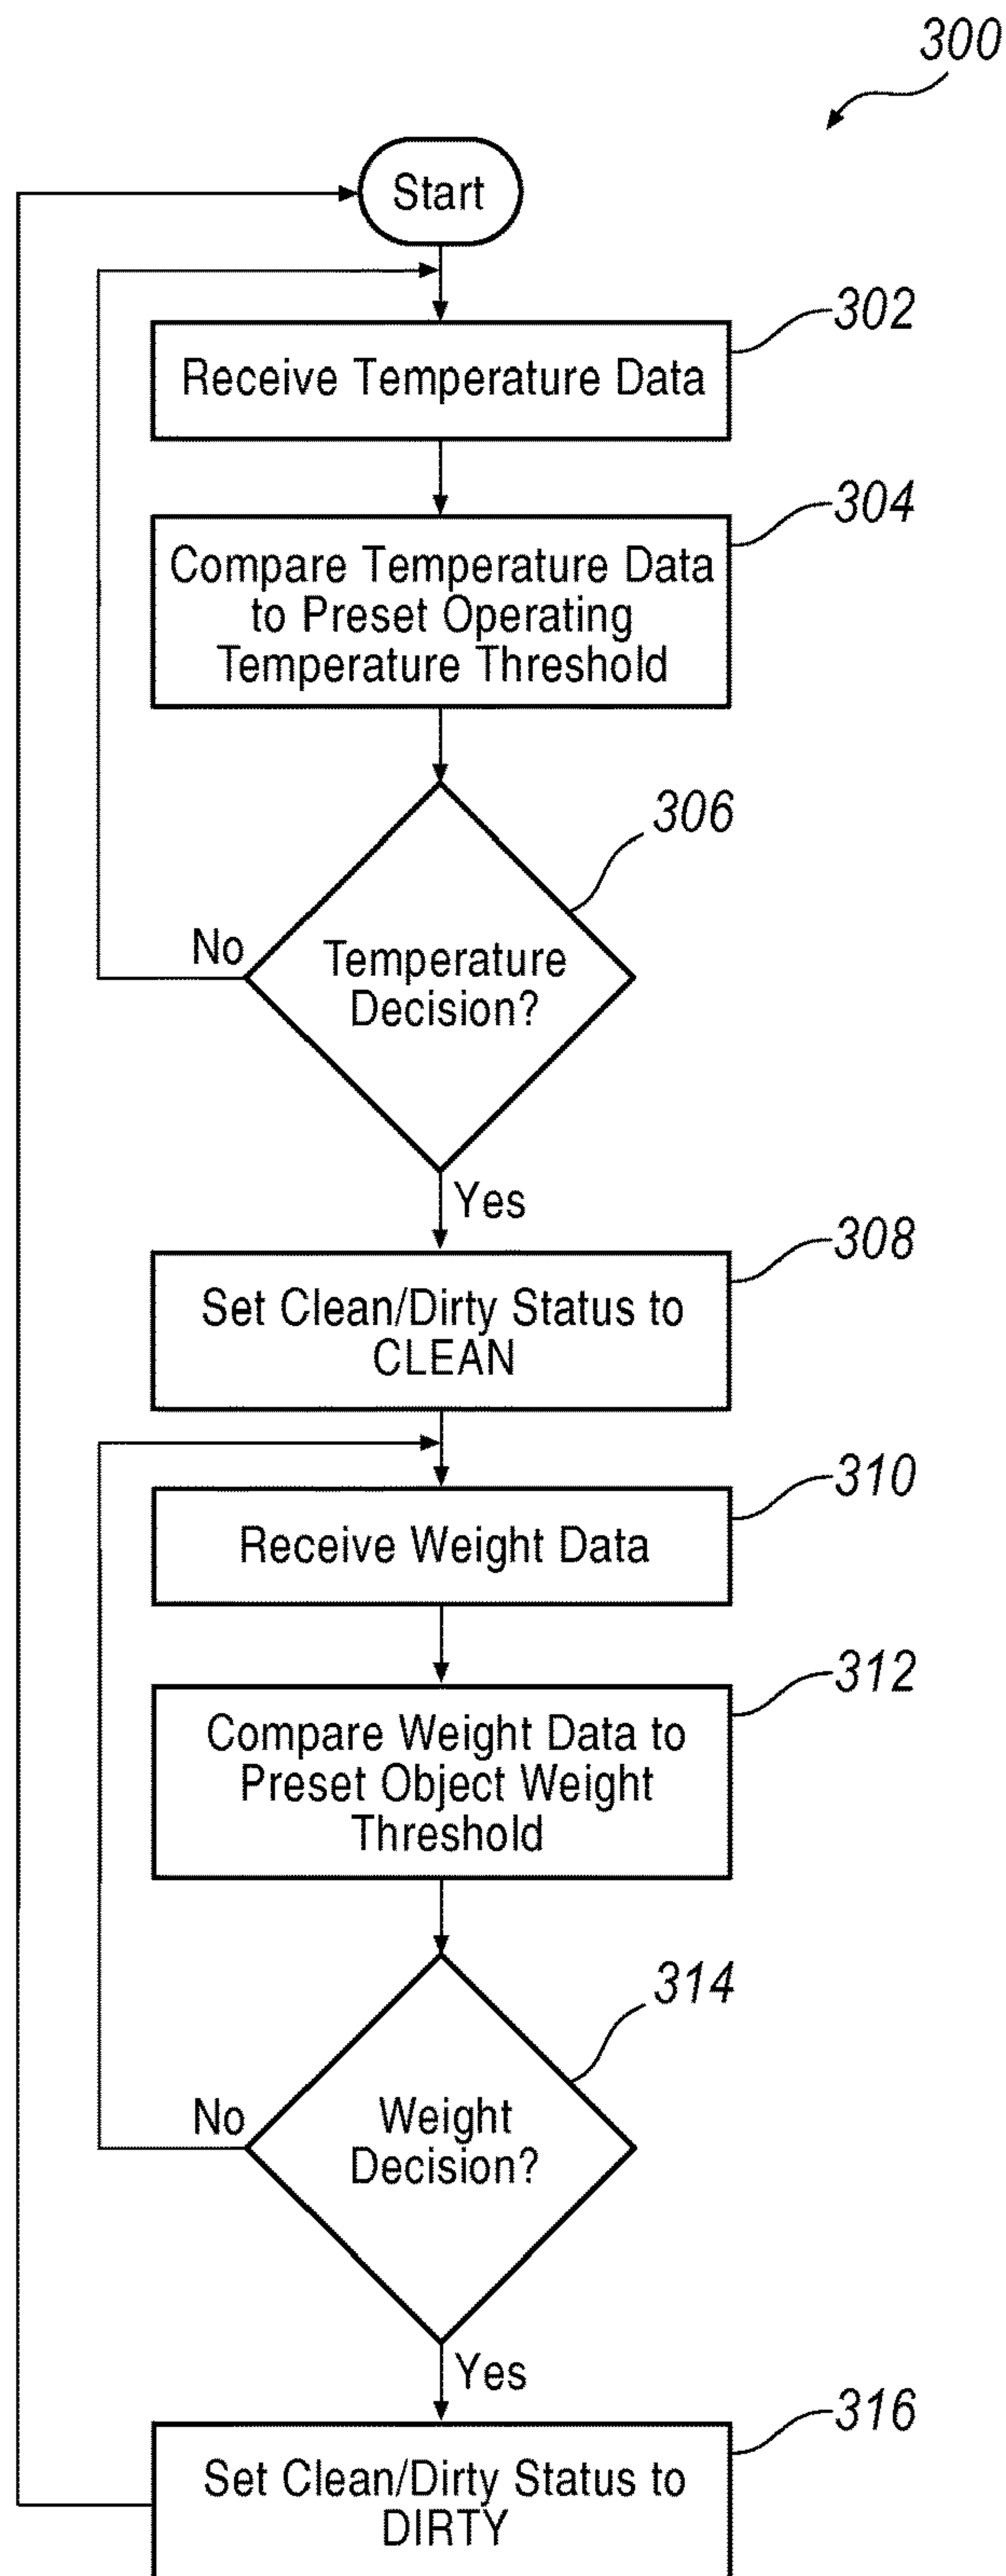 300
Start
302
Receive Temperature Data
304
Compare Temperature Data
to Preset Operating
Temperature Threshold
306
No
Temperature
Decision?
Yes
308
Set Clean/Dirty Status to
CLEAN
310
Receive Weight Data
312
Compare Weight Data to
Preset Object Weight
Threshold
314
No
Weight
Decision?
Yes
316
Set Clean/Dirty Status to
DIRTY